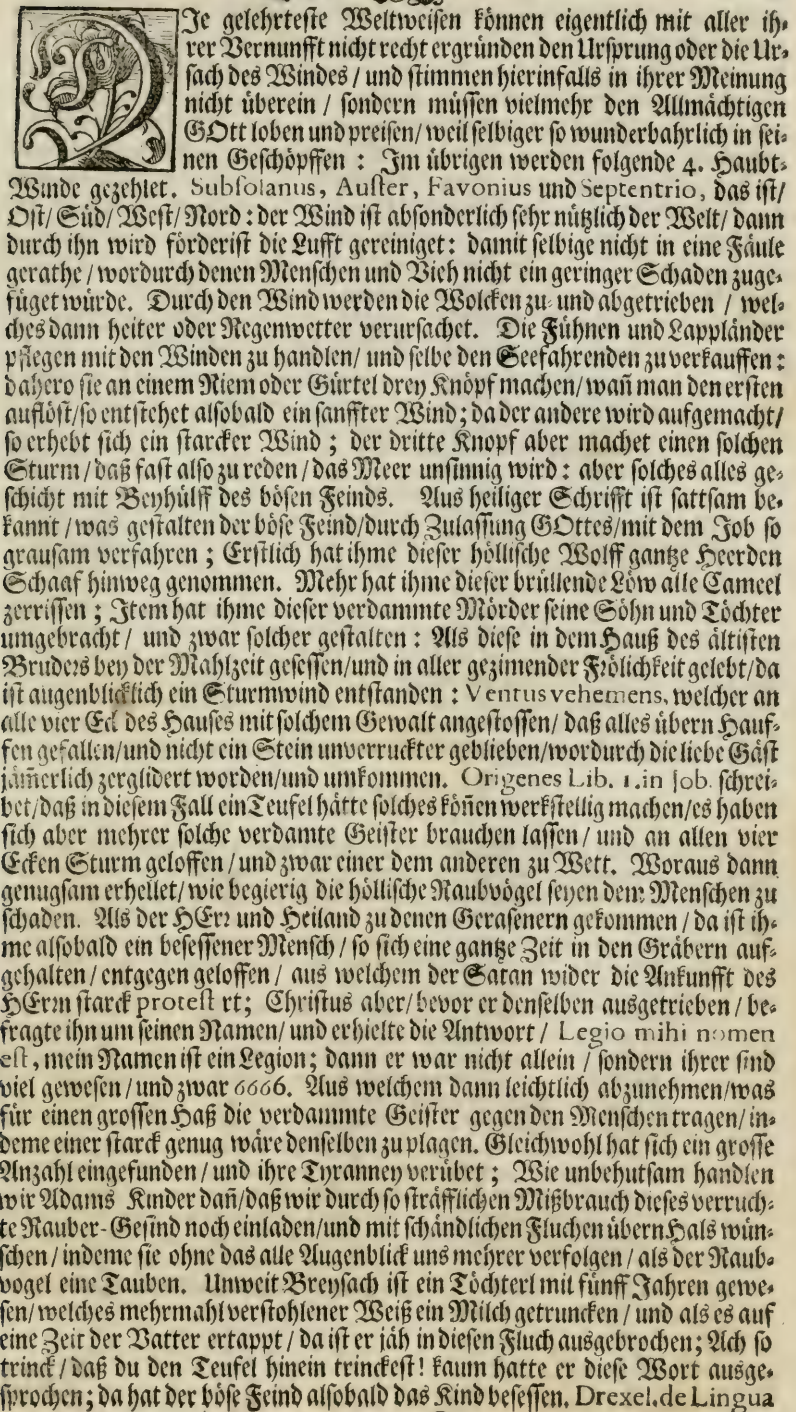 DJe gelehrteste Weltweisen können eigentlich mit aller ih-
rer Vernunfft nicht recht ergründen den Ursprung oder die Ur-
sach des Windes / und stimmen hierinfalls in ihrer Meinung
nicht überein / sondern müssen vielmehr den Allmächtigen
GOtt loben und preisen / weil selbiger so wunderbahrlich in sei-
nen Geschöpffen : Im übrigen werden folgende 4. Haubt-
Winde gezehlet. Subsolanus, Auster, Favonius und Septentrio, das ist /
Ost / Süd / West / Nord : der Wind ist absonderlich sehr nützlich der Welt / dann
durch ihn wird förderist die Lufft gereiniget : damit selbige nicht in eine Fäule
gerathe / wordurch denen Menschen und Vieh nicht ein geringer Schaden zuge-
füget würde. Durch den Wind werden die Wolcken zu- und abgetrieben / wel-
ches dann heiter oder Regenwetter verursachet. Die Fühnen und Lappländer
pflegen mit den Winden zu handlen / und selbe den Seefahrenden zu verkauffen :
dahero sie an einem Riem oder Gürtel drey Knöpf machen / wañ man den ersten
auflöst / so entstehet alsobald ein sanffter Wind ; da der andere wird aufgemacht /
so erhebt sich ein starcker Wind ; der dritte Knopf aber machet einen solchen
Sturm / daß fast also zu reden / das Meer unsinnig wird : aber solches alles ge-
schicht mit Beyhülff des bösen Feinds. Aus heiliger Schrifft ist sattsam be-
kannt / was gestalten der böse Feind / durch Zulassung GOttes / mit dem Job so
grausam verfahren ; Erstlich hat ihme dieser höllische Wolff gantze Heerden
Schaaf hinweg genommen. Mehr hat ihme dieser brüllende Löw alle Cameel
zerrissen ; Item hat ihme dieser verdammte Mörder seine Söhn und Töchter
umgebracht / und zwar solcher gestalten : Als diese in dem Hauß des ältisten
Bruders bey der Mahlzeit gesessen / und in aller gezimender Frölichkeit gelebt / da
ist augenblicklich ein Sturmwind entstanden : Ventus vehemens, welcher an
alle vier Eck des Hauses mit solchem Gewalt angestossen / daß alles übern Hauf-
fen gefallen / und nicht ein Stein unverruckter geblieben / wordurch die liebe Gäst
jäm̃erlich zerglidert worden / und umkommen. Origenes Lib. 1. in Job. schrei-
bet / daß in diesem Fall ein Teufel hätte solches köñen werkstellig machen / es haben
sich aber mehrer solche verdamte Geister brauchen lassen / und an allen vier
Ecken Sturm geloffen / und zwar einer dem anderen zu Wett. Woraus dann
genugsam erhellet / wie begierig die höllische Raubvögel seyen dem Menschen zu
schaden. Als der HErr und Heiland zu denen Gerasenern gekommen / da ist ih-
me alsobald ein besessener Mensch / so sich eine gantze Zeit in den Gräbern auf-
gehalten / entgegen geloffen / aus welchem der Satan wider die Ankunfft des
HErrn starck protestirt ; Christus aber / bevor er denselben ausgetrieben / be-
fragte ihn um seinen Namen / und erhielte die Antwort / Legio mihi nomen
est, mein Namen ist ein Legion ; dann er war nicht allein / sondern ihrer sind
viel gewesen / und zwar 6666. Aus welchem dann leichtlich abzunehmen / was
für einen grossen Haß die verdammte Geister gegen den Menschen tragen / in-
deme einer starck genug wäre denselben zu plagen. Gleichwohl hat sich ein grosse
Anzahl eingefunden / und ihre Tyranney verübet ; Wie unbehutsam handlen
wir Adams Kinder dañ / daß wir durch so sträfflichen Mißbrauch dieses verruch-
te Rauber-Gesind noch einladen / und mit schändlichen Fluchen übern Hals wün-
schen / indeme sie ohne das alle Augenblick uns mehrer verfolgen / als der Raub-
vogel eine Tauben. Unweit Breysach ist ein Töchterl mit fünff Jahren gewe-
sen / welches mehrmahl verstohlener Weiß ein Milch getruncken / und als es auf
eine Zeit der Vatter ertappt / da ist er jäh in diesen Fluch ausgebrochen ; Ach so
trinck / daß du den Teufel hinein trinckest ! kaum hatte er diese Wort ausge-
sprochen ; da hat der böse Feind alsobald das Kind besessen. Drexel. de Lingua